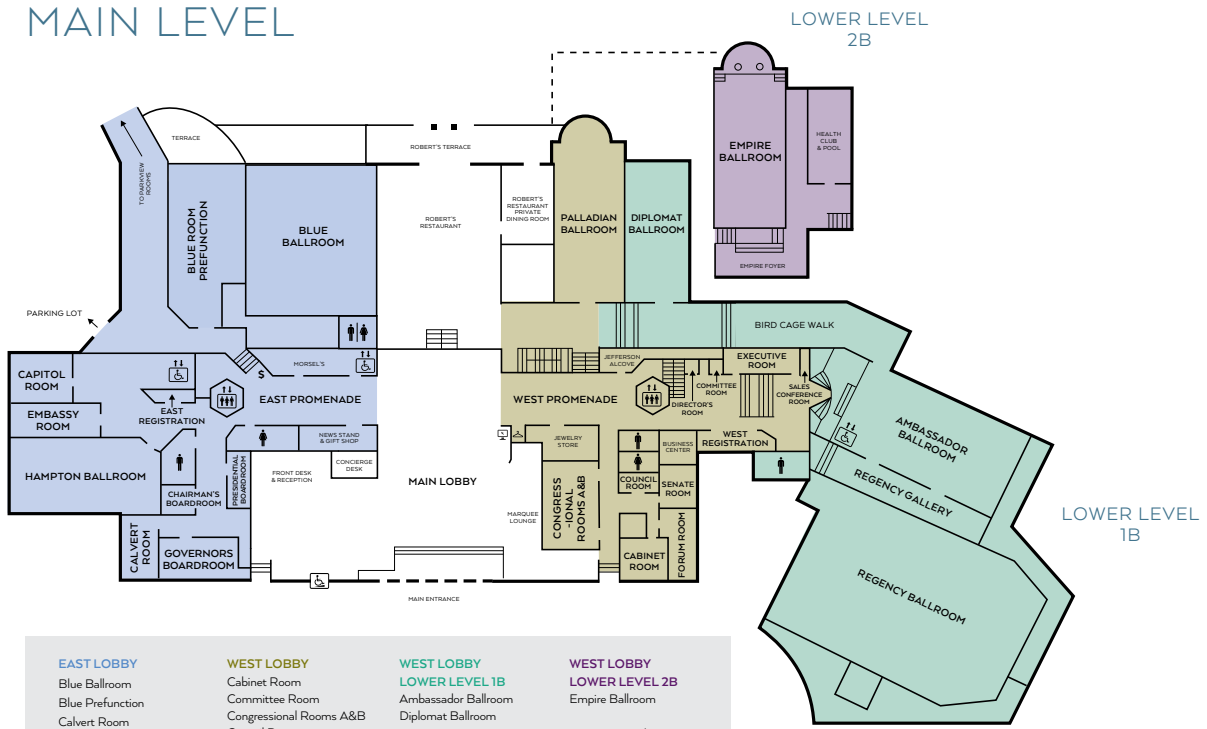 MAIN LEVEL
LOWER LEVEL
2B
TERRACE
ROBERT'S TERRACE
TO PARKVIEW
ROOMS
BLUE ROOM
PREFUNCTION
BLUE
BALLROOM
ROBERT'S
RESTAURANT
ROBERT'S
RESTAURANT
PRIVATE
DINING ROOM
PALLADIAN
BALLROOM
DIPLOMAT
BALLROOM
EMPIRE
BALLROOM
HEALTH
CLUB
& POOL
EMPIRE FOYER
PARKING LOT
BIRD CAGE WALK
MORSEL'S
$
JEFFERSON
ALCOVE
EXECUTIVE
ROOM
CAPITOL
ROOM
EMBASSY
ROOM
EAST
REGISTRATION
EAST PROMENADE
WEST PROMENADE
DIRECTOR'S
ROOM
COMMITTEE
ROOM
SALES
CONFERENCE
ROOM
WEST
REGISTRATION
AMBASSADOR
BALLROOM
REGENCY GALLERY
NEWS STAND
& GIFT SHOP
JEWELRY
STORE
BUSINESS
CENTER
HAMPTON BALLROOM
CHAIRMAN'S
BOARDROOM
PRESIDENTIAL
BOARDROOM
FRONT DESK
& RECEPTION
CONCIERGE
DESK
MAIN LOBBY
MARQUEE
LOUNGE
CONGRESS
-IONAL
ROOMS A&B
COUNCIL
ROOM
SENATE
ROOM
LOWER LEVEL
1B
CALVERT
ROOM
GOVERNORS
BOARDROOM
CABINET
ROOM
FORUM ROOM
REGENCY BALLROOM
MAIN ENTRANCE
EAST LOBBY
Blue Ballroom
Blue Prefunction
Calvert Room
WEST LOBBY
Cabinet Room
Committee Room
Congressional Rooms A&B
WEST LOBBY
LOWER LEVEL 1B
Ambassador Ballroom
Diplomat Ballroom
WEST LOBBY
LOWER LEVEL 2B
Empire Ballroom